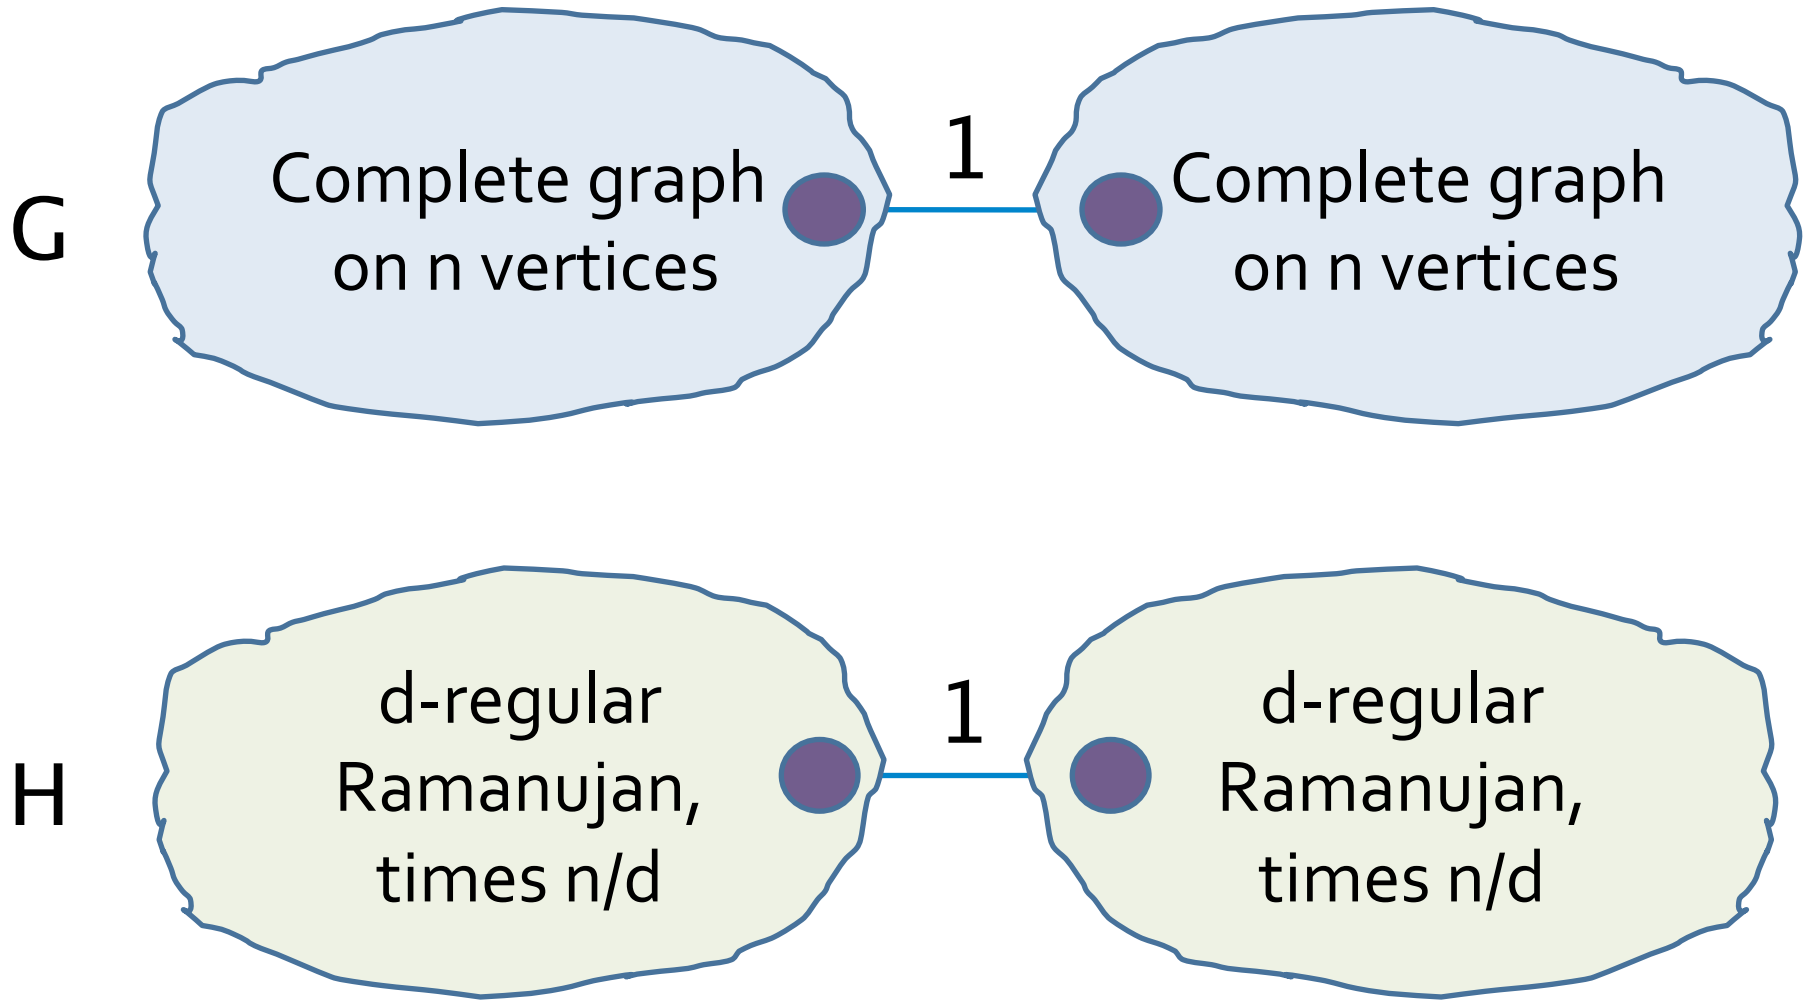 G
Complete graph
on n vertices
1
Complete graph
on n vertices
H
d-regular
Ramanujan,
times n/d
1
d-regular
Ramanujan,
times n/d